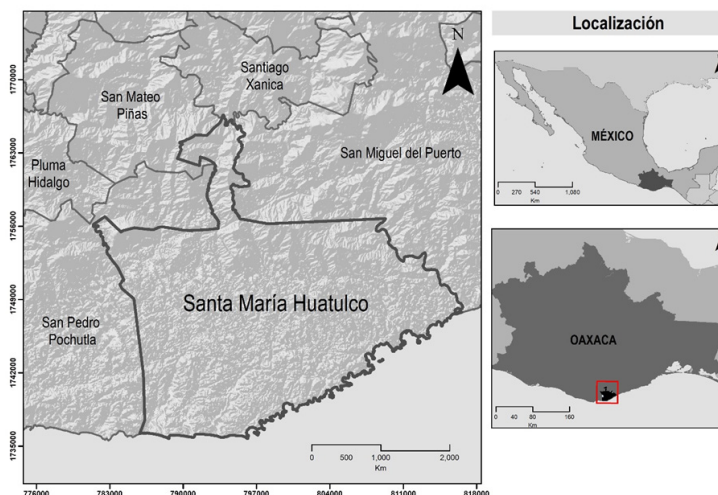 Localización
N
Santiago
Xanica
San Mateo
Piñas
San Miguel del Puerto
Pluma
Hidalgo
Santa María Huatulco
San Pedro
Pochutla
0 500 1,000 2,000
Km
1770000
1763000
1756000
1749000
1742000
1735000
776000 783000 790000 797000 804000 811000 818000
MÉXICO
0 270 540 1,080
Km
OAXACA
0 40 80 160
Km